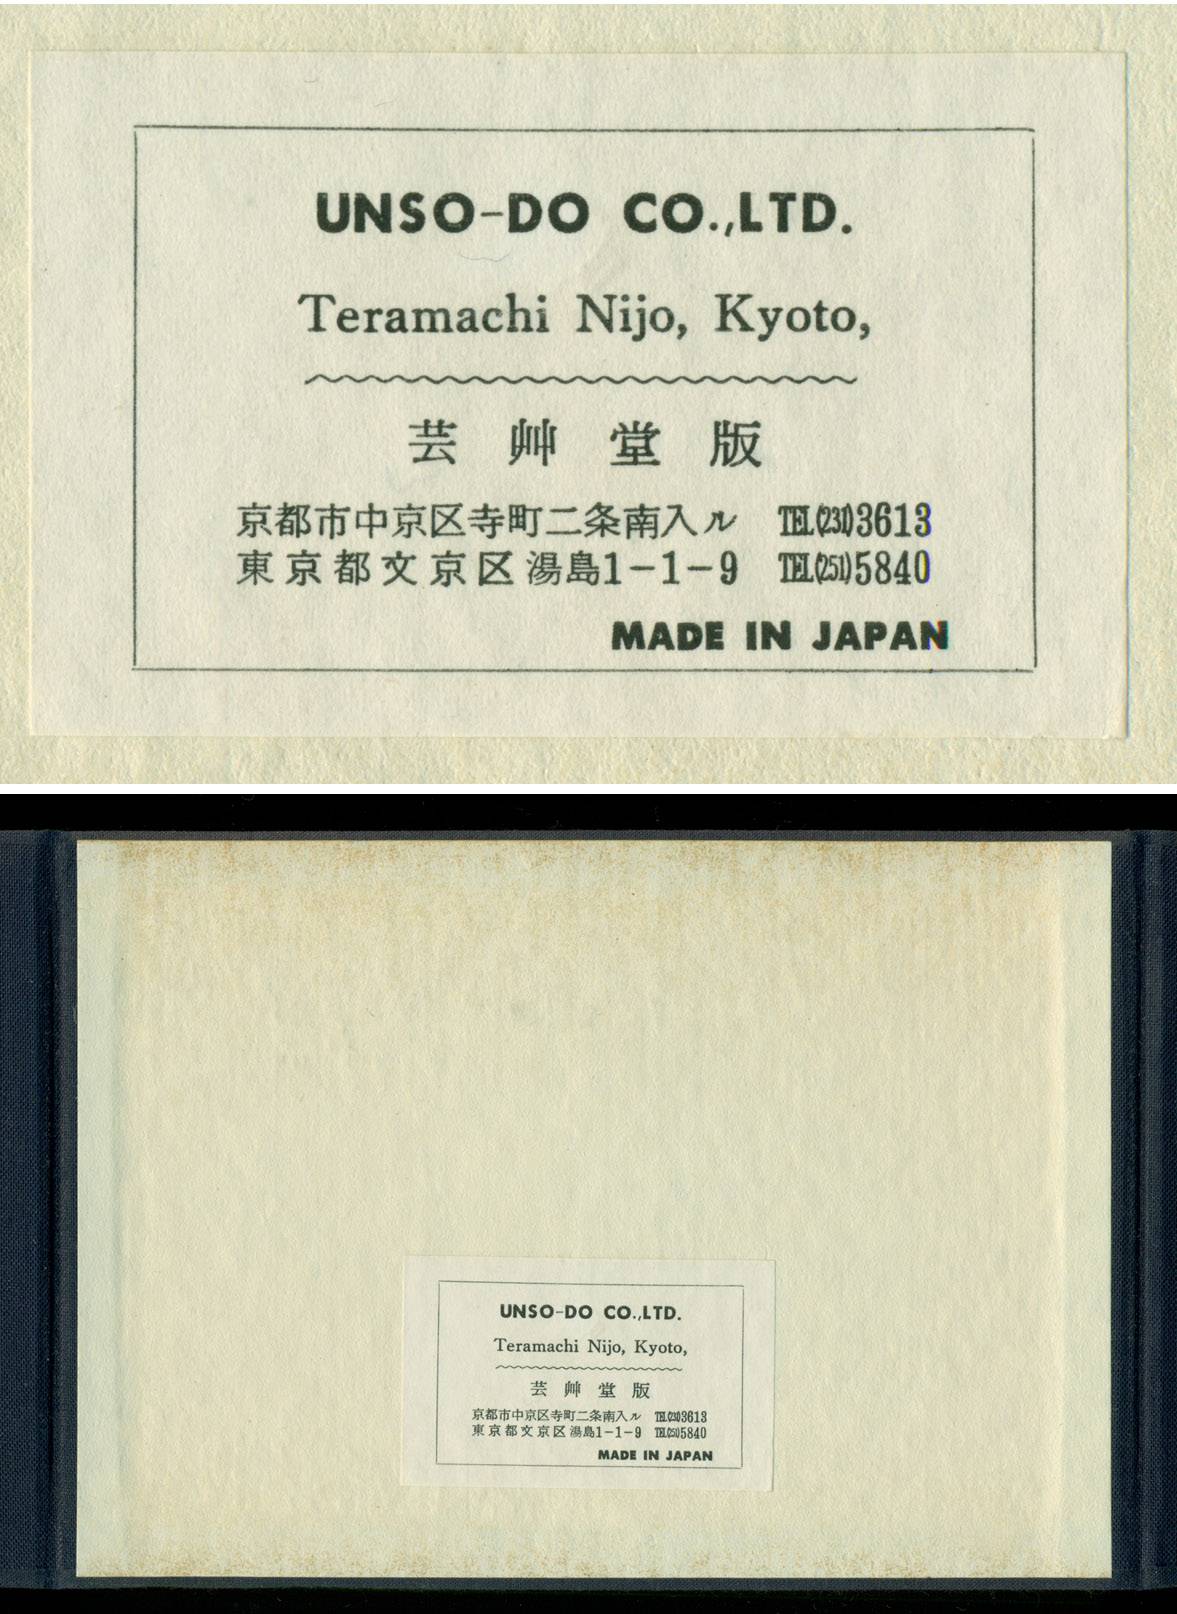 UNSO-DO CO.,LTD.
Teramachi Nijo, Kyoto,
芸艸堂版
京都市中京区寺町二条南入ル TEL(231)3613
東京都文京区湯島1-1-9 TEL(251)5840
MADE IN JAPAN
UNSO-DO CO.,LTD.
Teramachi Nijo, Kyoto,
芸艸堂版
京都市中京区寺町二条南入ル TEL(231)3613
東京都文京区湯島1-1-9 TEL(251)5840
MADE IN JAPAN